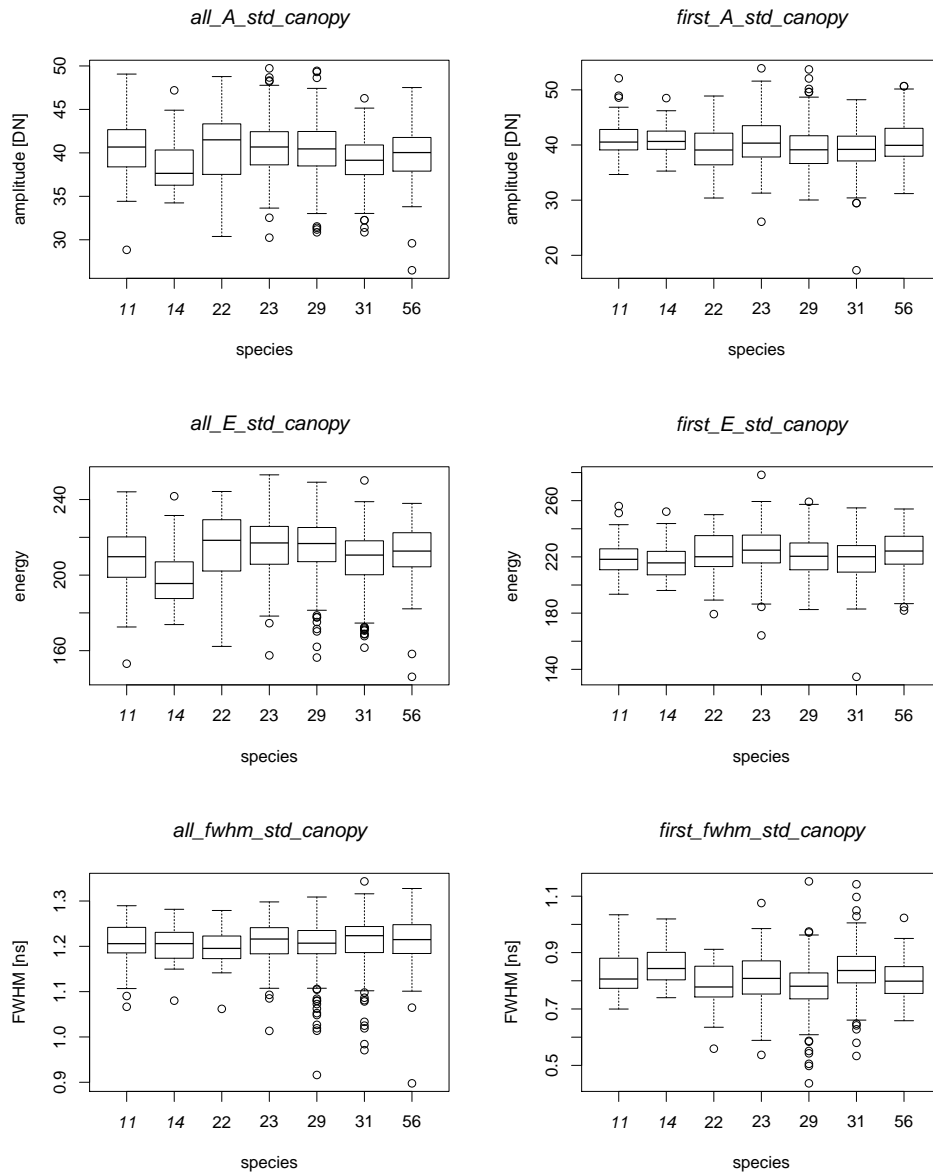 all_A_std_canopy
amplitude [DN]
50
45
40
35
30
11 14 22 23 29 31 56
species
first_A_std_canopy
amplitude [DN]
50
40
30
20
11 14 22 23 29 31 56
species
all_E_std_canopy
energy
240
200
160
11 14 22 23 29 31 56
species
first_E_std_canopy
energy
260
220
180
140
11 14 22 23 29 31 56
species
all_fwhm_std_canopy
FWHM [ns]
1.3
1.2
1.1
1.0
0.9
11 14 22 23 29 31 56
species
first_fwhm_std_canopy
FWHM [ns]
1.1
0.9
0.7
0.5
11 14 22 23 29 31 56
species